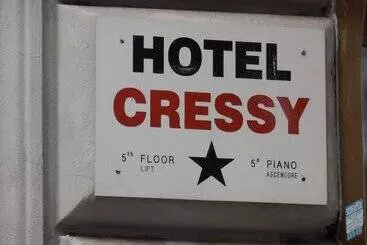 HOTEL
CRESSY
5TH FLOOR
LIFT
5° PIANO
ASCENSORE